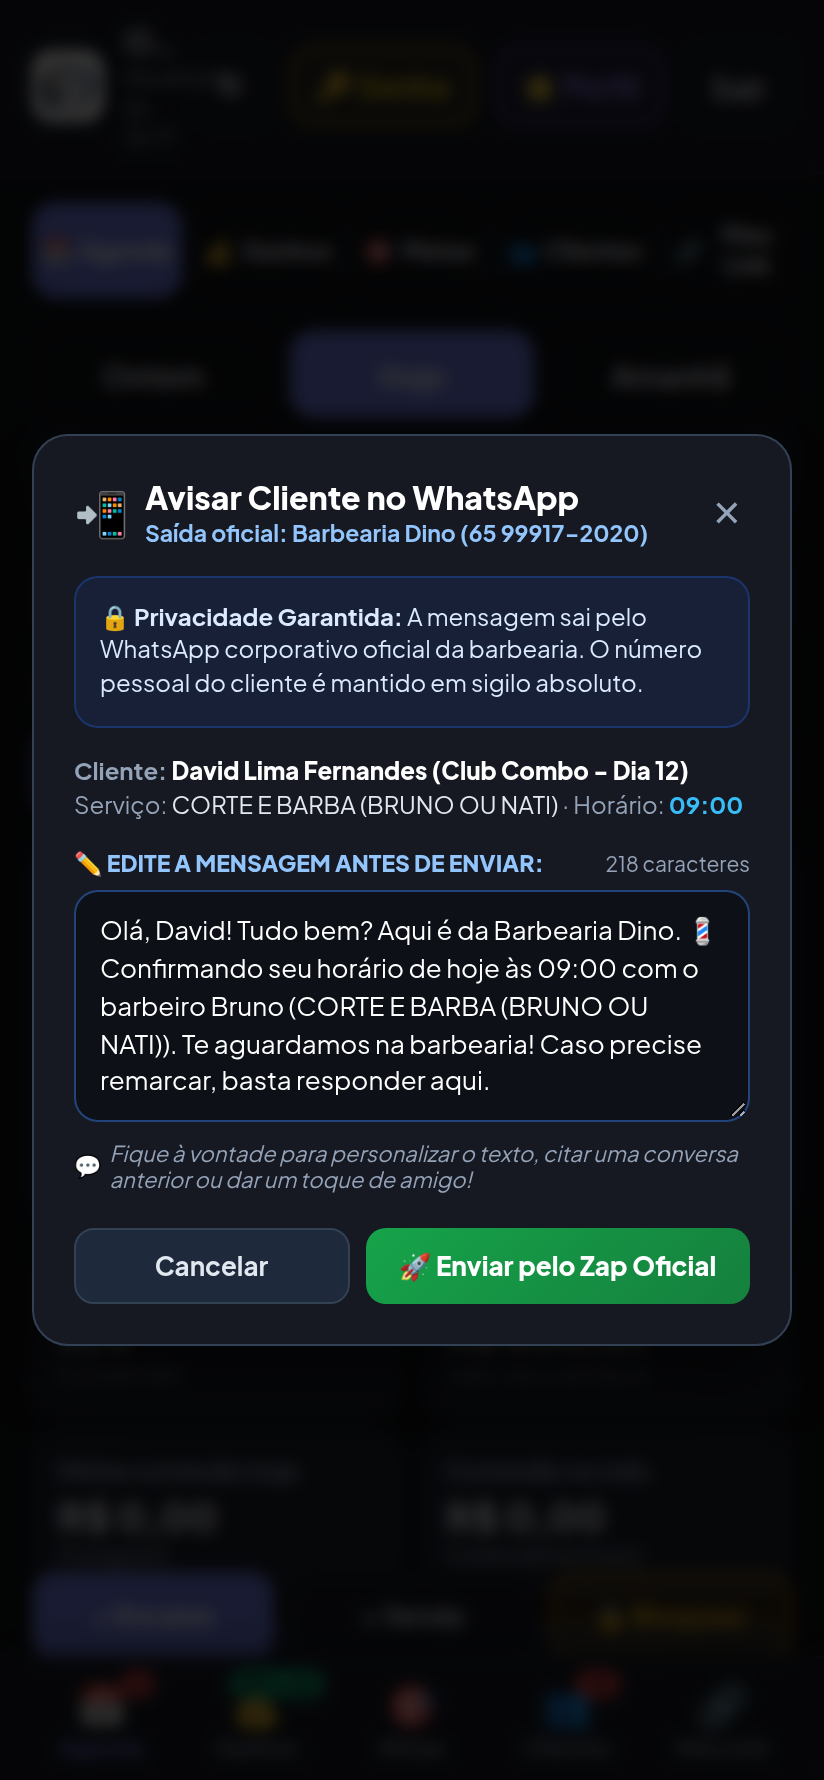 Avisar Cliente no WhatsApp
Saída oficial: Barbearia Dino (65 99917-2020)
✕
🔒 Privacidade Garantida: A mensagem sai pelo
WhatsApp corporativo oficial da barbearia. O número
pessoal do cliente é mantido em sigilo absoluto.
Cliente: David Lima Fernandes (Club Combo - Dia 12)
Serviço: CORTE E BARBA (BRUNO OU NATI) · Horário: 09:00
✏️ EDITE A MENSAGEM ANTES DE ENVIAR:
218 caracteres
Olá, David! Tudo bem? Aqui é da Barbearia Dino. 💈
Confirmando seu horário de hoje às 09:00 com o
barbeiro Bruno (CORTE E BARBA (BRUNO OU
NATI)). Te aguardamos na barbearia! Caso precise
remarcar, basta responder aqui.
💬 Fique à vontade para personalizar o texto, citar uma conversa
anterior ou dar um toque de amigo!
Cancelar
🚀 Enviar pelo Zap Oficial
R$ 0,00
R$ 0,00